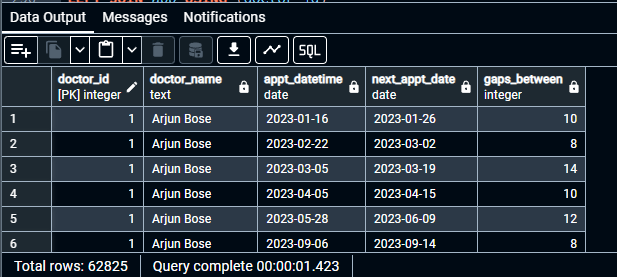 Data Output Messages Notifications
SQL
doctor_id doctor_name appt_datetime next_appt_date gaps_between
[PK] integer text date date integer
1 1 Arjun Bose 2023-01-16 2023-01-26 10
2 1 Arjun Bose 2023-02-22 2023-03-02 8
3 1 Arjun Bose 2023-03-05 2023-03-19 14
4 1 Arjun Bose 2023-04-05 2023-04-15 10
5 1 Arjun Bose 2023-05-28 2023-06-09 12
6 1 Arjun Bose 2023-09-06 2023-09-14 8
Total rows: 62825 Query complete 00:00:01.423